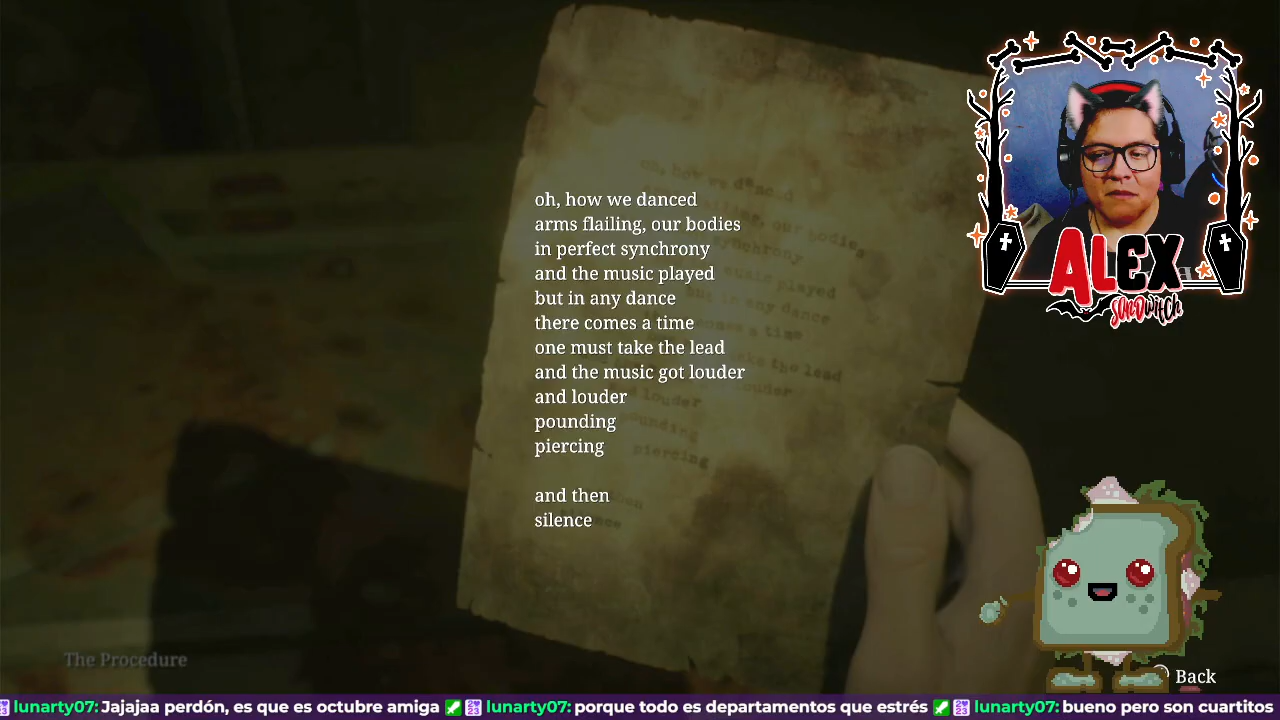 oh, how we danced
arms flailing, our bodies
in perfect synchrony
and the music played
but in any dance
there comes a time
one must take the lead
and the music got louder
and louder
pounding
piercing
and then
silence
ALEX
SANDWITCH
The Procedure
Back
lunarty07: Jajajaa perdón, es que es octubre amiga lunarty07: porque todo es departamentos que estrés lunarty07: bueno pero son cuartitos